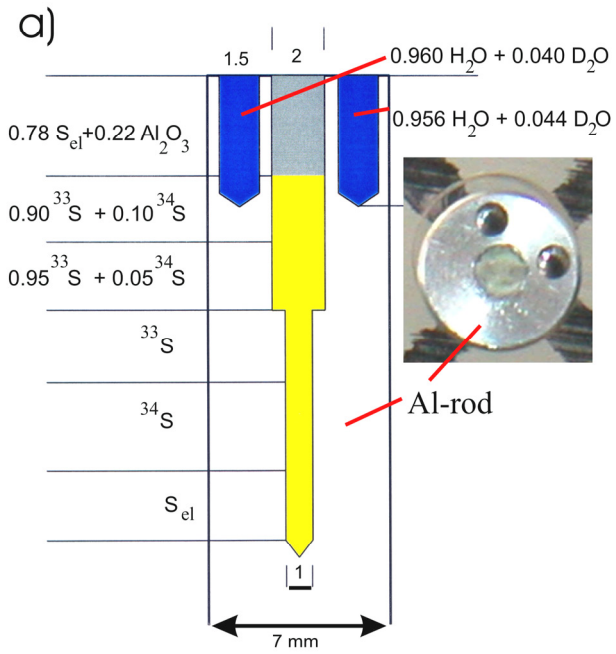 a)
1.5
2
0.960 H₂O + 0.040 D₂O
0.956 H₂O + 0.044 D₂O
0.78 Sₑₗ+0.22 Al₂O₃
0.90 ³³S + 0.10 ³⁴S
0.95 ³³S + 0.05 ³⁴S
³³S
Al-rod
³⁴S
Sₑₗ
1
7 mm